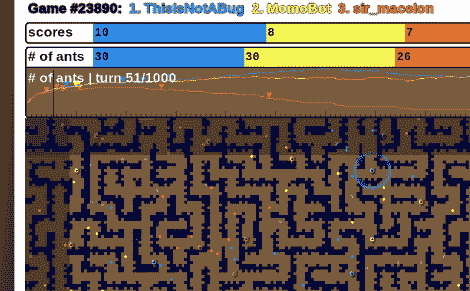 Game #23890: 1. ThisIsNotABug 2. MomoBot 3. sir_macelon
scores 10 8 7
# of ants 30 30 26
# of ants | turn 51/1000